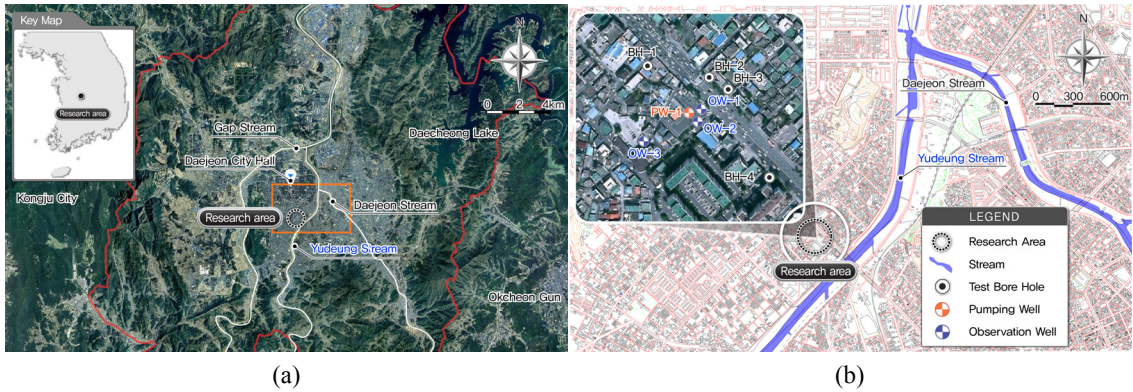 Key Map
Research area
N
0 2 4km
Gap Stream
Daecheong Lake
Daejeon City Hall
Kongju City
Daejeon Stream
Research area
Yudeung Stream
Okcheon Gun
(a)
BH-1
BH-2
BH-3
OW-1
PW-1
OW-2
OW-3
BH-4
N
Daejeon Stream
0 300 600m
Yudeung Stream
Research area
LEGEND
Research Area
Stream
Test Bore Hole
Pumping Well
Observation Well
(b)